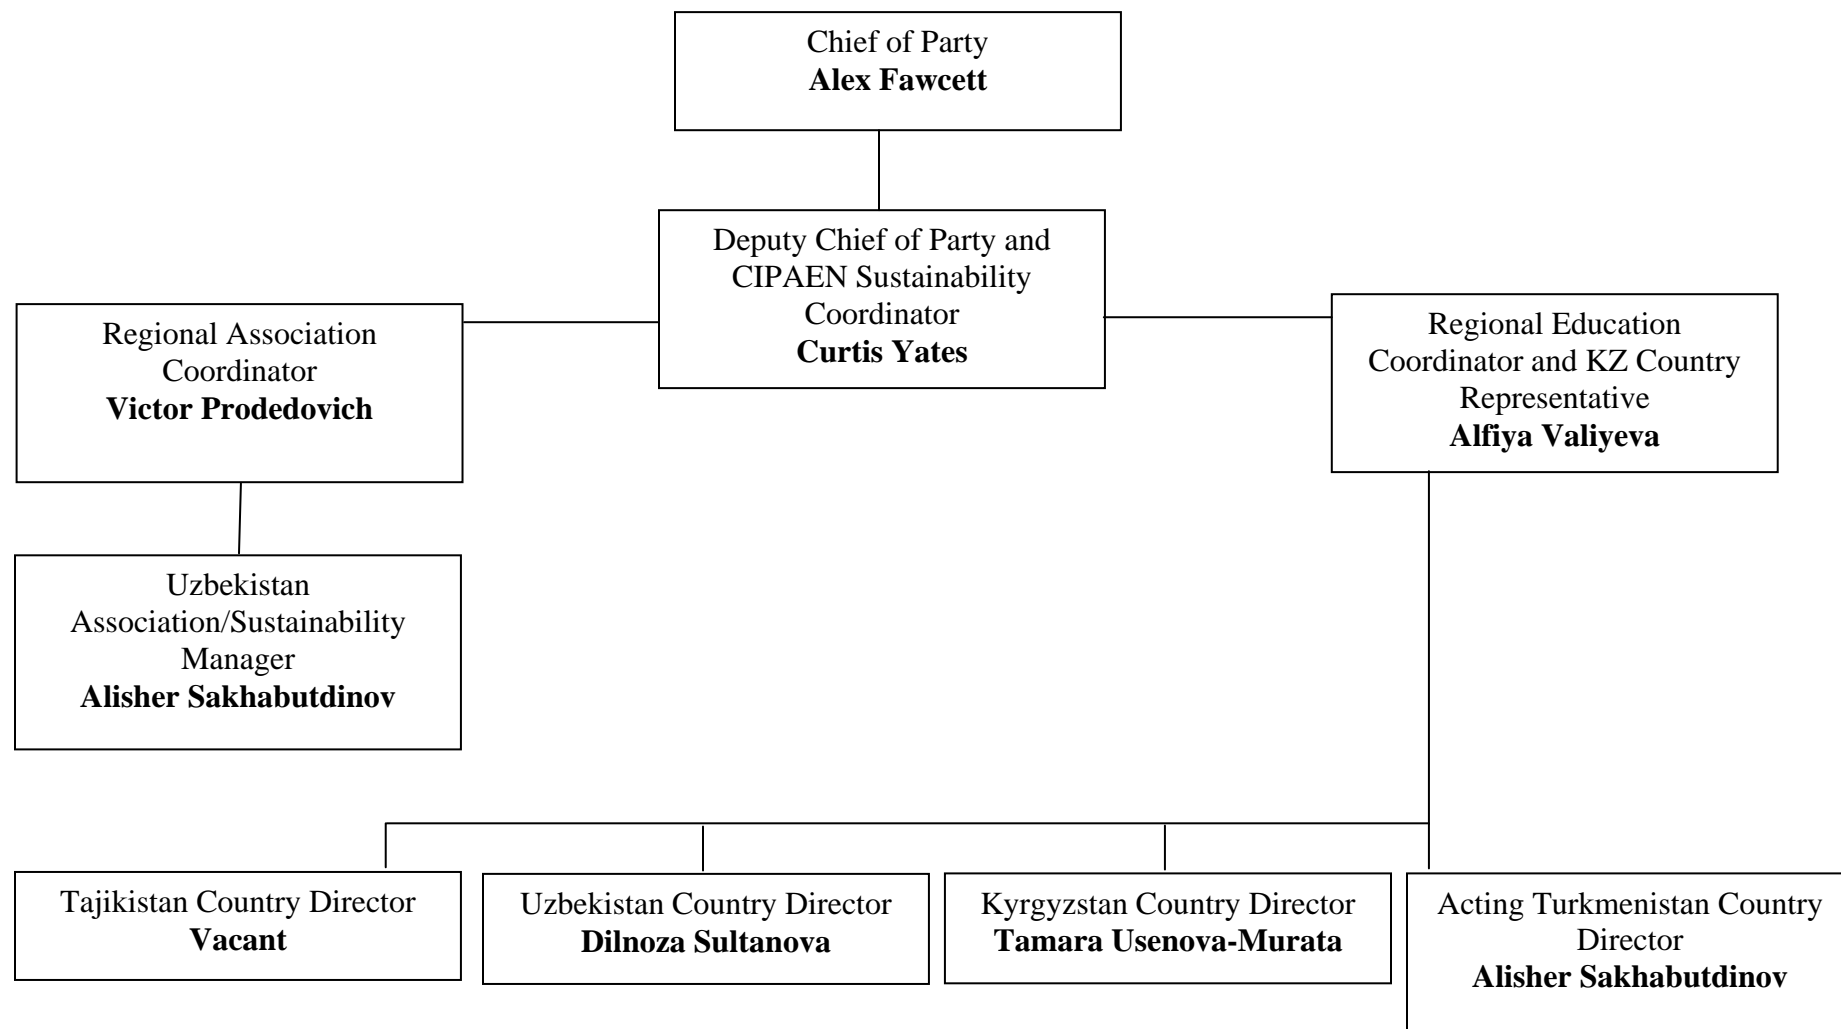 Chief of Party
Alex Fawcett
Deputy Chief of Party and
CIPAEN Sustainability
Coordinator
Curtis Yates
Regional Association
Coordinator
Victor Prodedovich
Regional Education
Coordinator and KZ Country
Representative
Alfiya Valiyeva
Uzbekistan
Association/Sustainability
Manager
Alisher Sakhabutdinov
Tajikistan Country Director
Vacant
Uzbekistan Country Director
Dilnoza Sultanova
Kyrgyzstan Country Director
Tamara Usenova-Murata
Acting Turkmenistan Country
Director
Alisher Sakhabutdinov